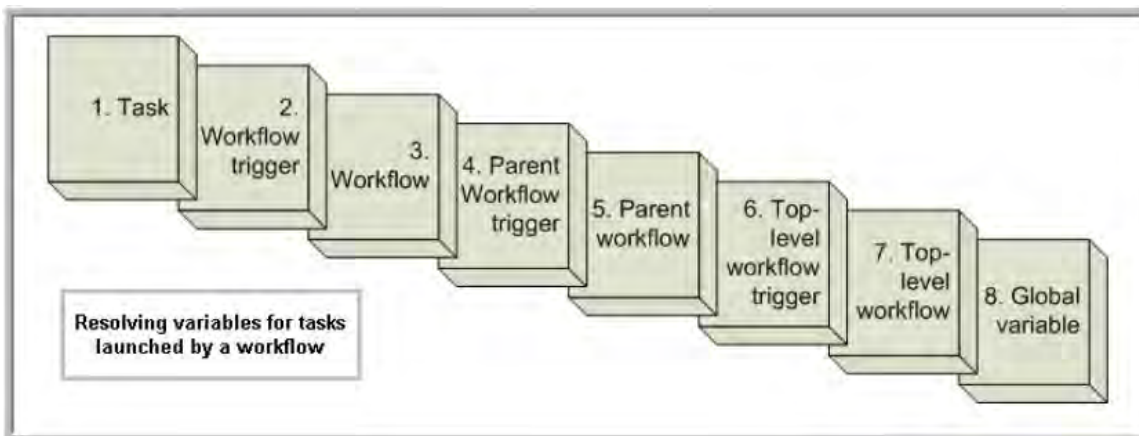 1. Task
2.
Workflow
trigger
3.
Workflow
4. Parent
Workflow
trigger
5. Parent
workflow
6. Top-
level
workflow
trigger
7. Top-
level
workflow
8. Global
variable
Resolving variables for tasks
launched by a workflow